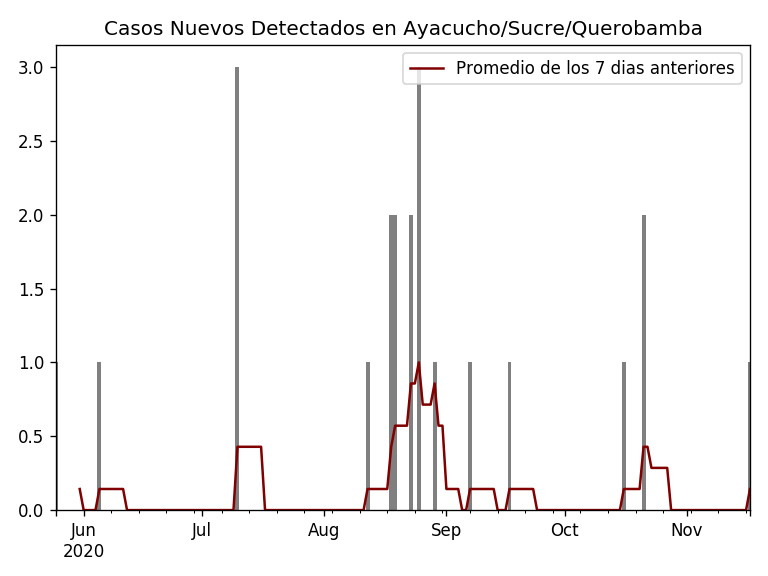 Casos Nuevos Detectados en Ayacucho/Sucre/Querobamba
Promedio de los 7 dias anteriores
3.0
2.5
2.0
1.5
1.0
0.5
0.0
Jun Jul Aug Sep Oct Nov
2020